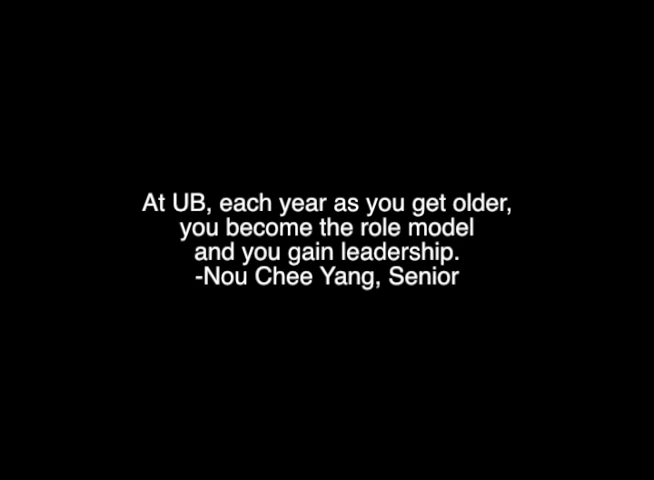 At UB, each year as you get older,
you become the role model
and you gain leadership.
-Nou Chee Yang, Senior